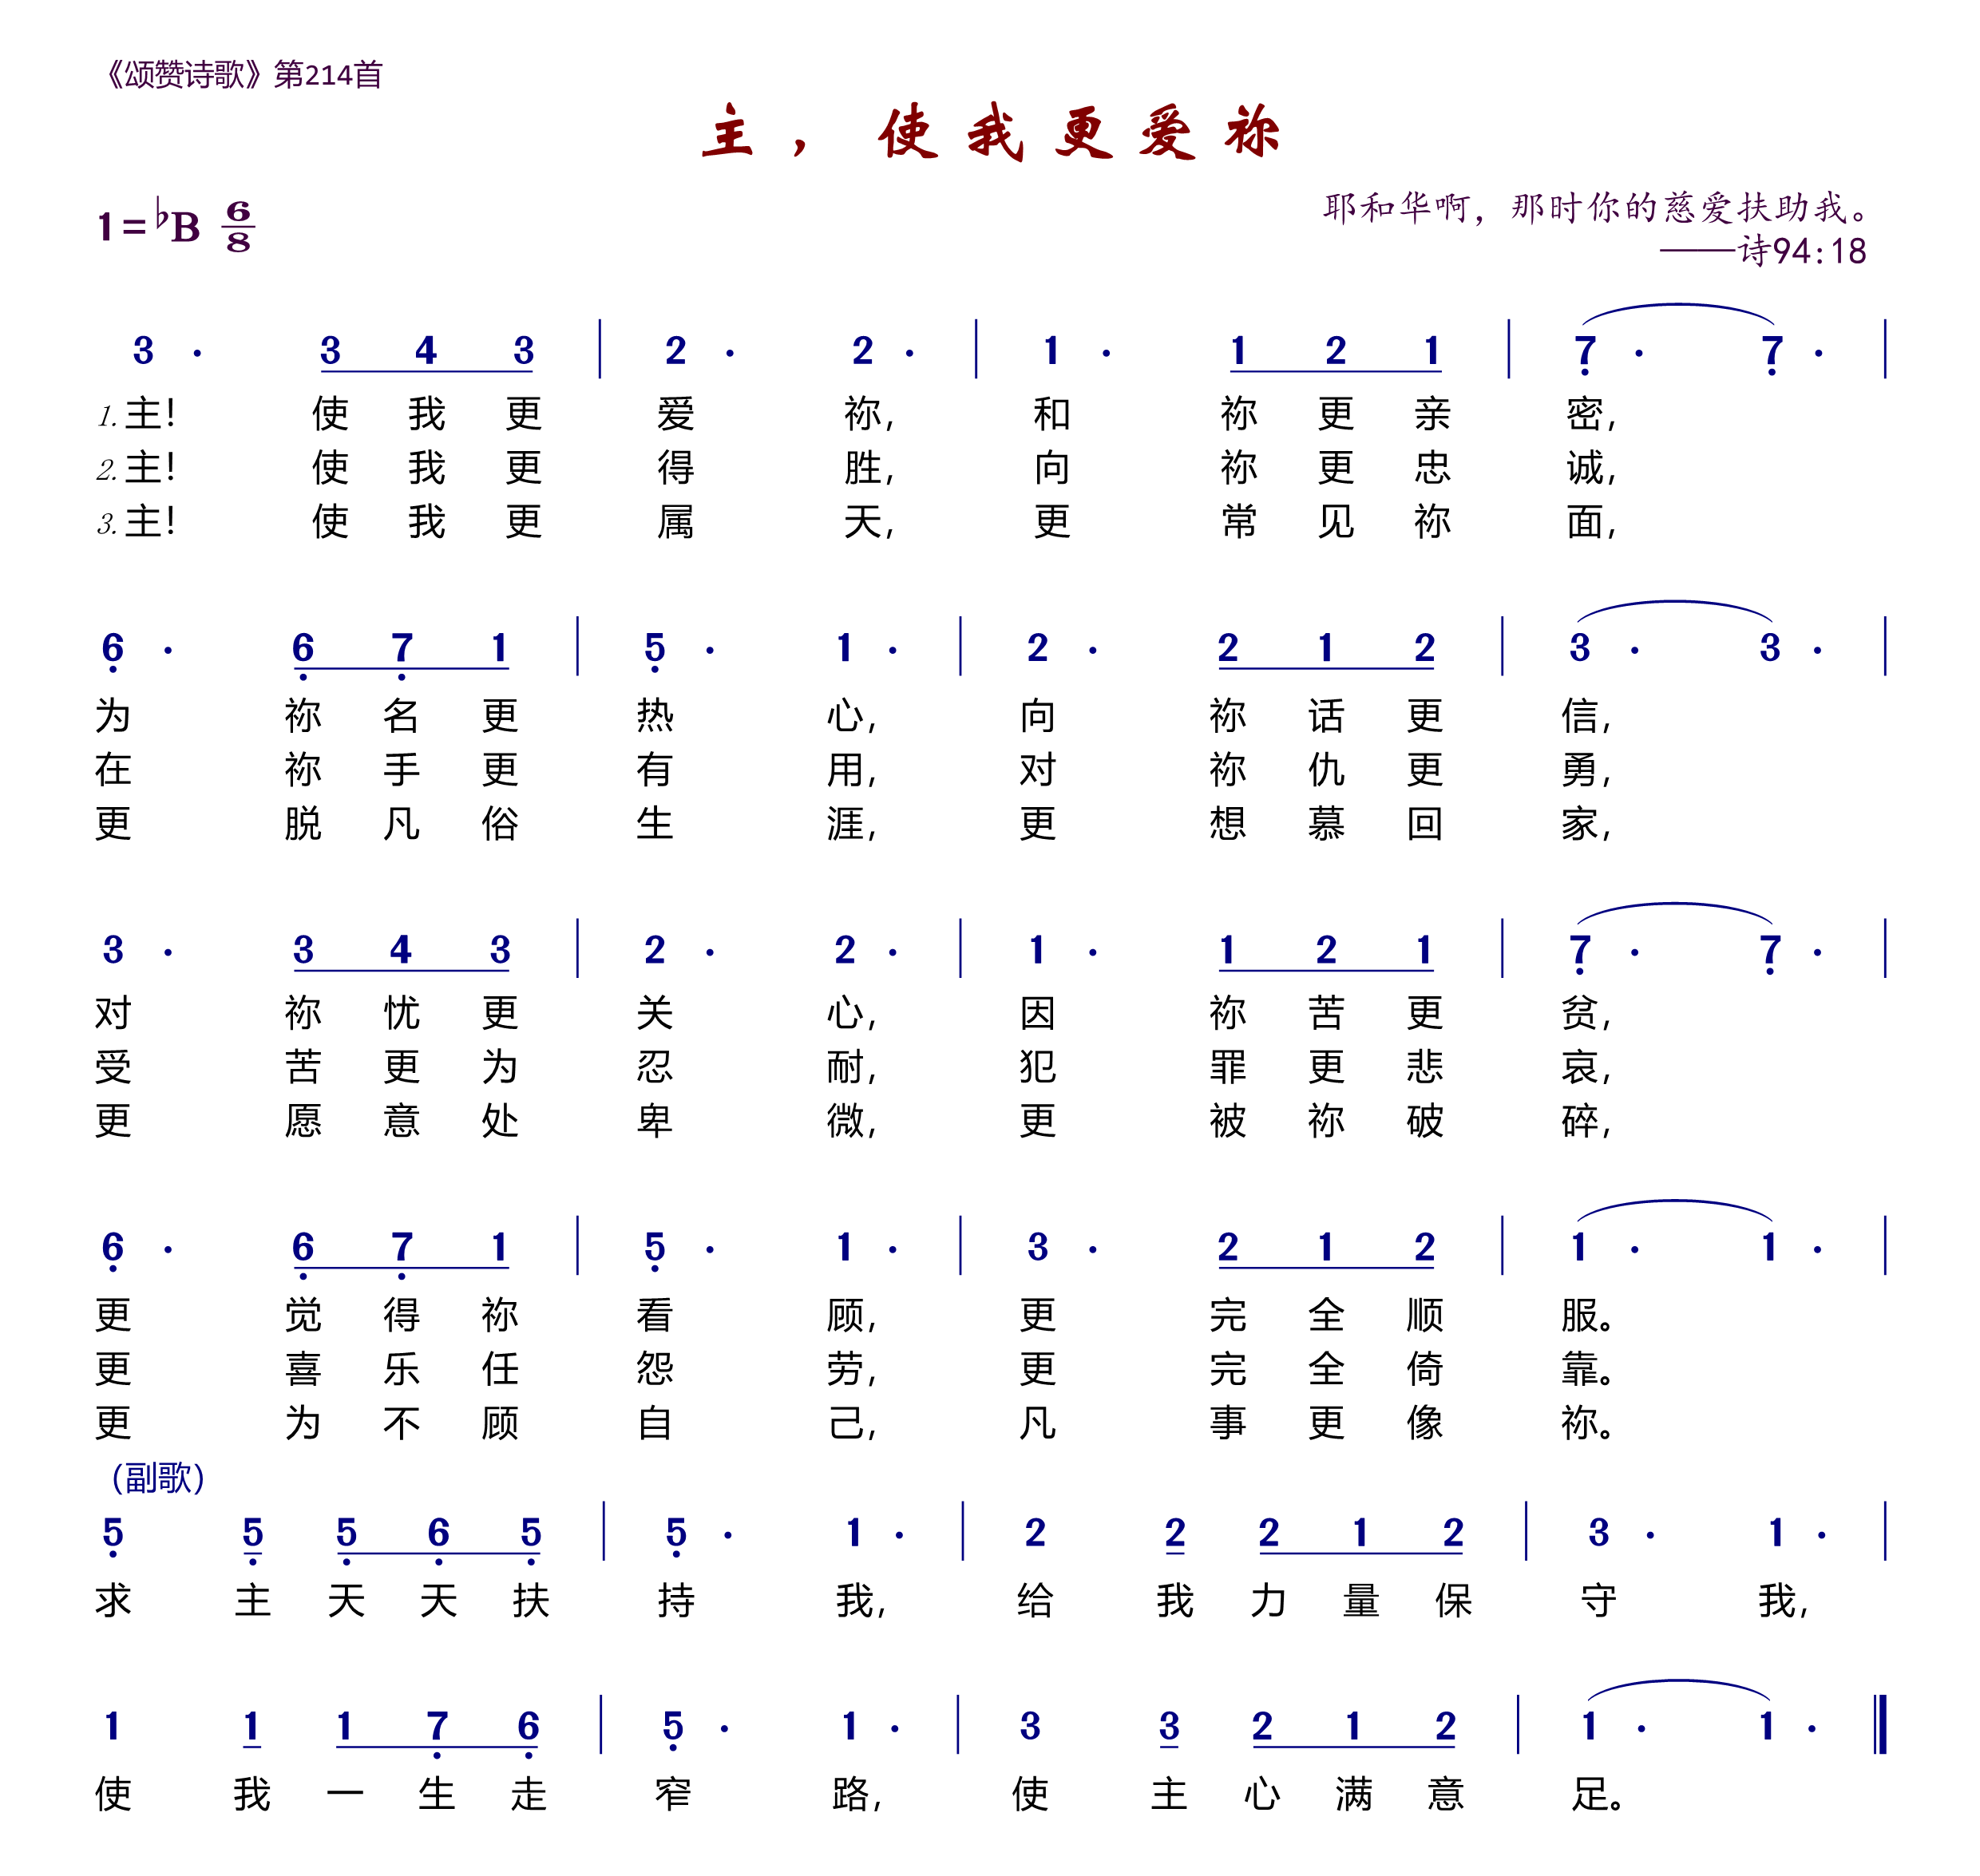 《颂赞诗歌》第214首
主，使我更爱祢
1=♭B 6/8
耶和华啊，那时你的慈爱扶助我。
——诗94:18
3· 3 4 3 | 2· 2· | 1· 1 2 1 | 7̣· 7̣· |
1.主！ 使 我 更 爱 祢， 和 祢 更 亲 密，
2.主！ 使 我 更 得 胜， 向 祢 更 忠 诚，
3.主！ 使 我 更 属 天， 更 常 见 祢 面，
6̣· 6̣ 7̣ 1 | 5̣· 1· | 2· 2 1 2 | 3· 3· |
为 祢 名 更 热 心， 向 祢 话 更 信，
在 祢 手 更 有 用， 对 祢 仇 更 勇，
更 脱 凡 俗 生 涯， 更 想 慕 回 家，
3· 3 4 3 | 2· 2· | 1· 1 2 1 | 7̣· 7̣· |
对 祢 忧 更 关 心， 因 祢 苦 更 贫，
受 苦 更 为 忍 耐， 犯 罪 更 悲 哀，
更 愿 意 处 卑 微， 更 被 祢 破 碎，
6̣· 6̣ 7̣ 1 | 5̣· 1· | 3· 2 1 2 | 1· 1· |
更 觉 得 祢 看 顾， 更 完 全 顺 服。
更 喜 乐 任 怨 劳， 更 完 全 倚 靠。
更 为 不 顾 自 己， 凡 事 更 像 祢。
（副歌）
5̣ 5̣ 5̣ 6̣ 5̣ | 5̣· 1· | 2 2 2 1 2 | 3· 1· |
求 主 天 天 扶 持 我， 给 我 力 量 保 守 我，
1 1 1 7̣ 6̣ | 5̣· 1· | 3 3 2 1 2 | 1· 1· ‖
使 我 一 生 走 窄 路， 使 主 心 满 意 足。